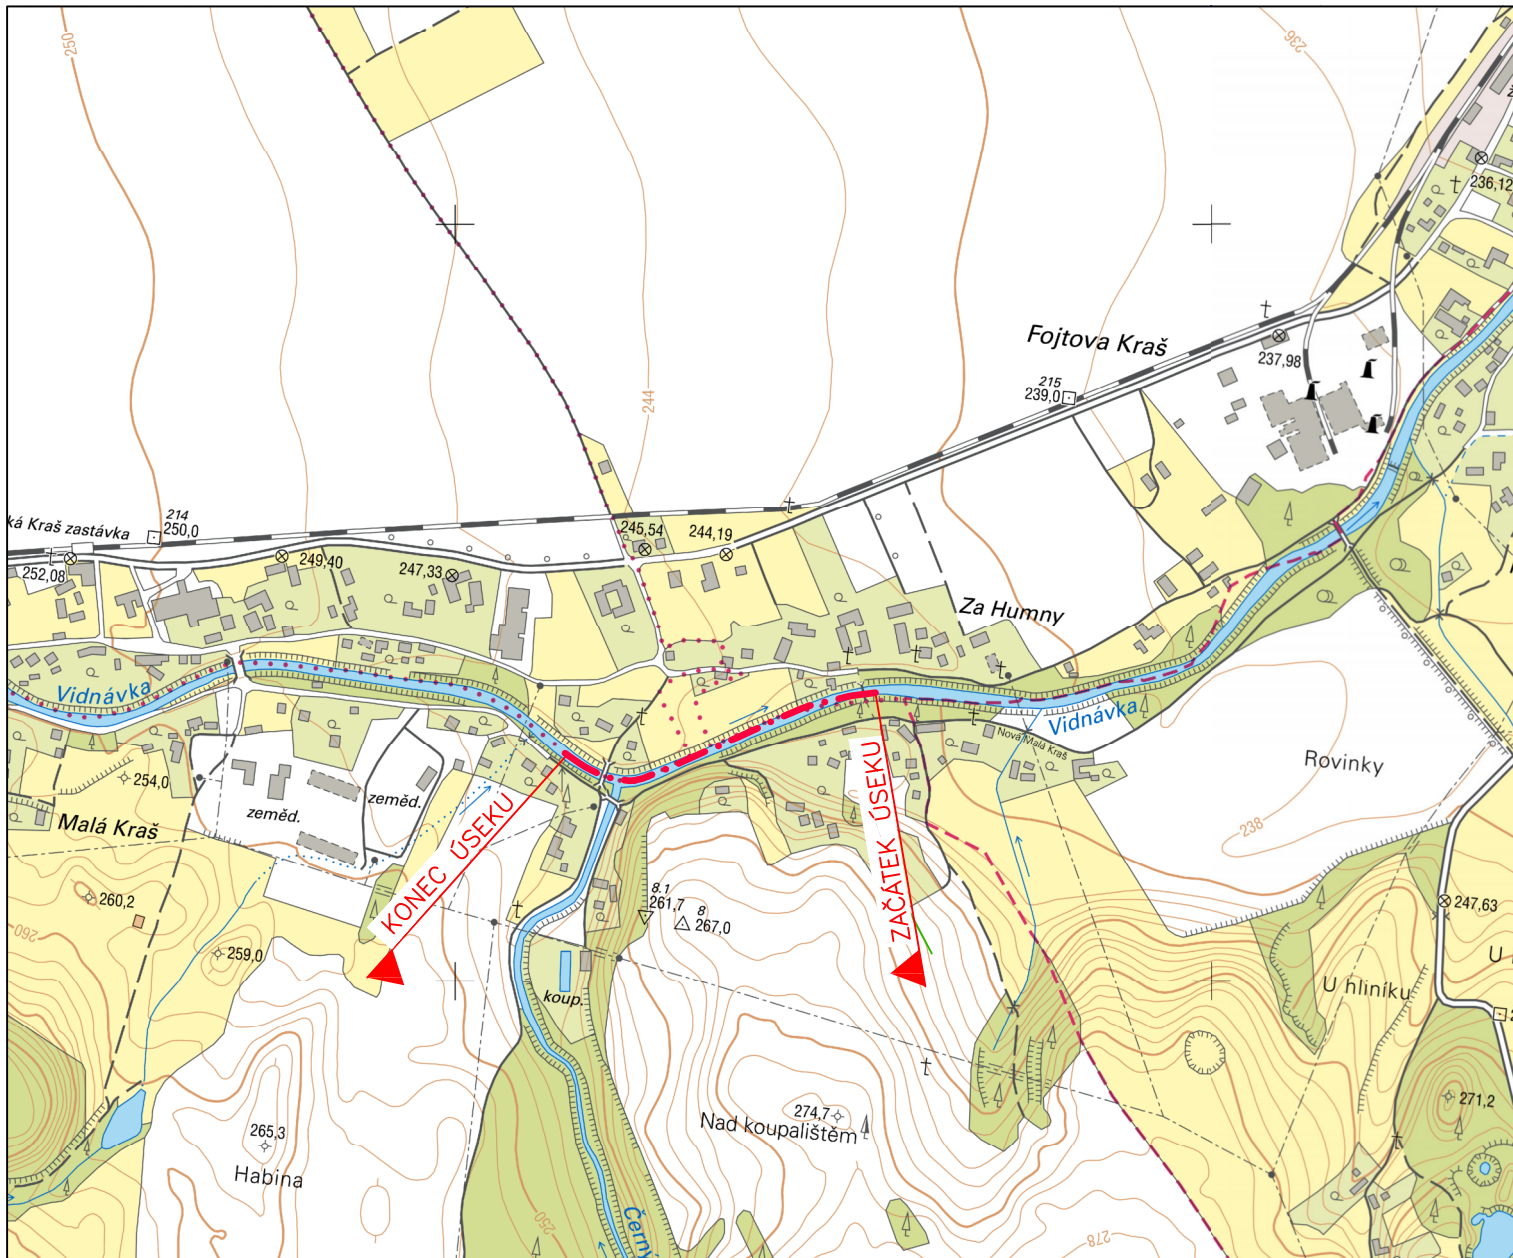 250
236
236,12
Fojtova Kraš
237,98
215
239,0
244
ká Kraš zastávka
214
250,0
252,08
249,40
247,33
245,54
244,19
Za Humny
Vidnávka
Vidnávka
Nová Malá Kraš
Rovinky
254,0
Malá Kraš
zeměd.
zeměd.
238
KONEC ÚSEKU
ZAČÁTEK ÚSEKU
260,2
260
259,0
8.1
261,7
8
267,0
247,63
koup.
U hliníku
U
265,3
Habina
274,7
Nad koupalištěm
271,2
260
278
Černý